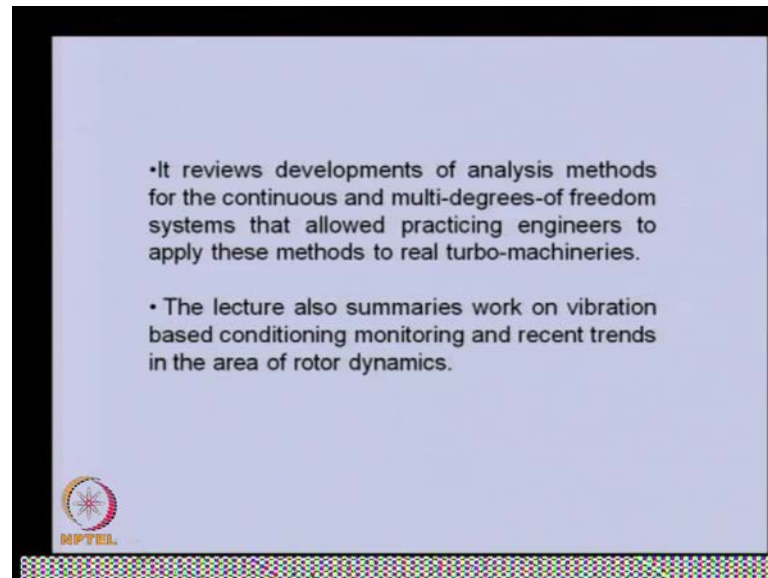 •It reviews developments of analysis methods
for the continuous and multi-degrees-of freedom
systems that allowed practicing engineers to
apply these methods to real turbo-machineries.
• The lecture also summaries work on vibration
based conditioning monitoring and recent trends
in the area of rotor dynamics.
NPTEL